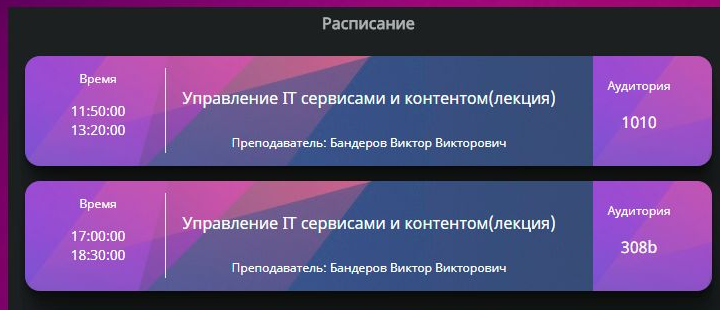 Расписание
Время
11:50:00
13:20:00
Управление IT сервисами и контентом(лекция)
Преподаватель: Бандеров Виктор Викторович
Аудитория
1010
Время
17:00:00
18:30:00
Управление IT сервисами и контентом(лекция)
Преподаватель: Бандеров Виктор Викторович
Аудитория
308b